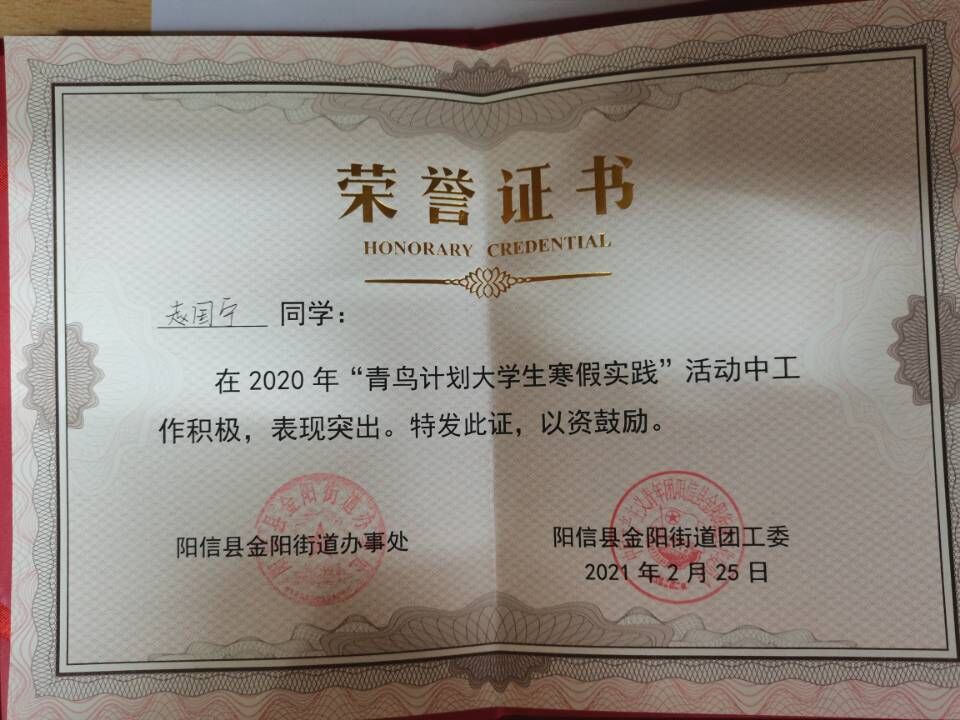 荣誉证书
HONORARY CREDENTIAL
赵国宁 同学：
在 2020 年“青鸟计划大学生寒假实践”活动中工
作积极，表现突出。特发此证，以资鼓励。
阳信县金阳街道办事处
阳信县金阳街道团工委
2021 年 2 月 25 日